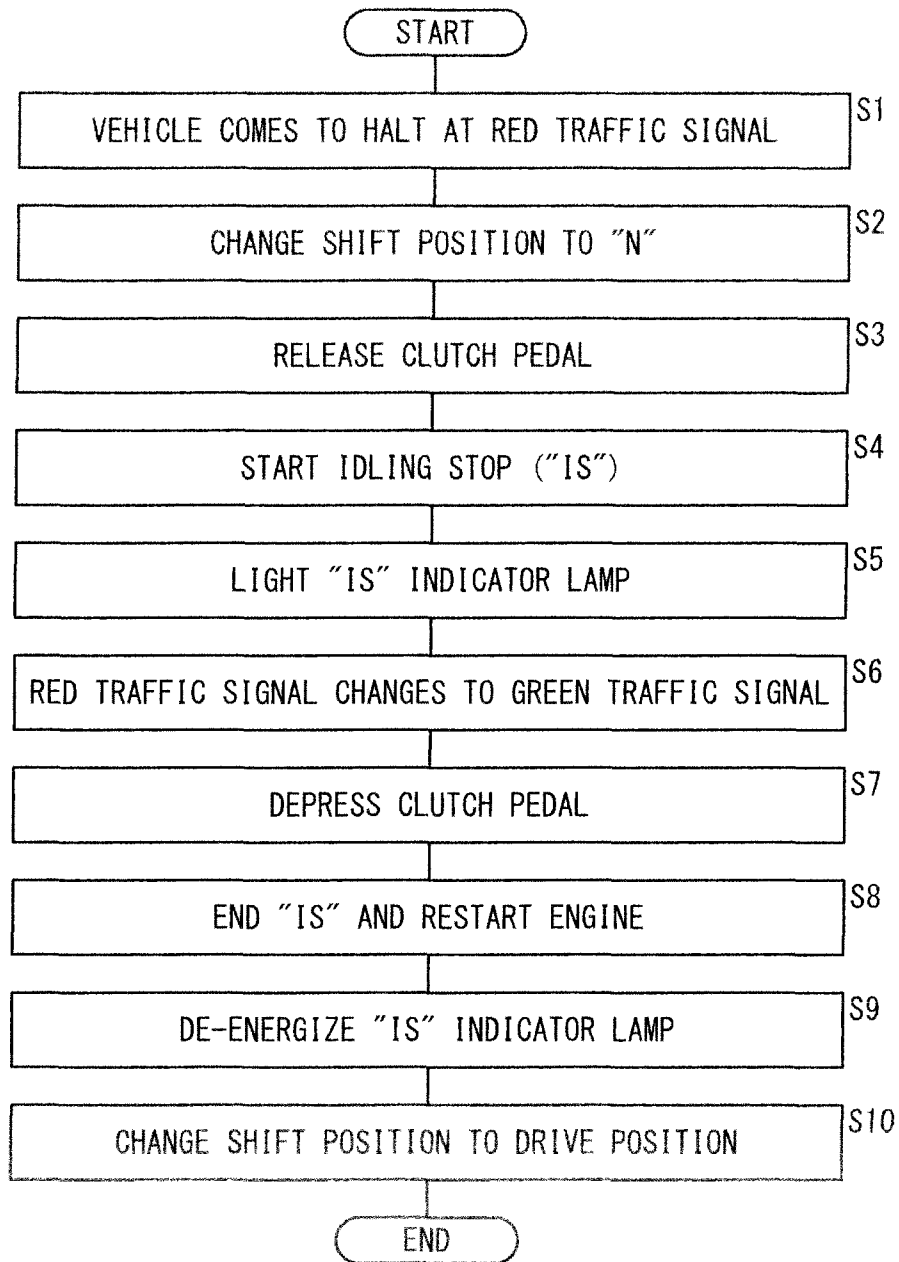 START
S1
VEHICLE COMES TO HALT AT RED TRAFFIC SIGNAL
S2
CHANGE SHIFT POSITION TO "N"
S3
RELEASE CLUTCH PEDAL
S4
START IDLING STOP ("IS")
S5
LIGHT "IS" INDICATOR LAMP
S6
RED TRAFFIC SIGNAL CHANGES TO GREEN TRAFFIC SIGNAL
S7
DEPRESS CLUTCH PEDAL
S8
END "IS" AND RESTART ENGINE
S9
DE-ENERGIZE "IS" INDICATOR LAMP
S10
CHANGE SHIFT POSITION TO DRIVE POSITION
END